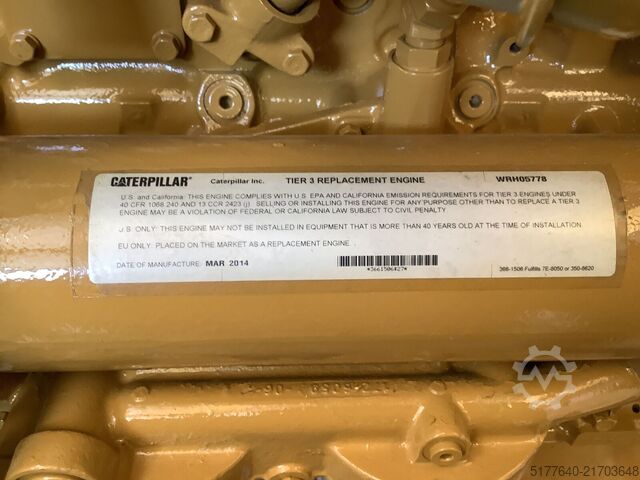 CATERPILLAR® Caterpillar Inc. TIER 3 REPLACEMENT ENGINE WRH05778
U.S. and California: THIS ENGINE COMPLIES WITH U.S. EPA AND CALIFORNIA EMISSION REQUIREMENTS FOR TIER 3 ENGINES UNDER
40 CFR 1068.240 AND 13 CCR 2423 (j). SELLING OR INSTALLING THIS ENGINE FOR ANY PURPOSE OTHER THAN TO REPLACE A TIER 3
ENGINE MAY BE A VIOLATION OF FEDERAL OR CALIFORNIA LAW SUBJECT TO CIVIL PENALTY
U.S. ONLY: THIS ENGINE MAY NOT BE INSTALLED IN EQUIPMENT THAT IS MORE THAN 40 YEARS OLD AT THE TIME OF INSTALLATION
EU ONLY: PLACED ON THE MARKET AS A REPLACEMENT ENGINE.
DATE OF MANUFACTURE: MAR 2014
*3661506#27*
366-1506 Fulfills 7E-6050 or 350-8620
5177640-21703648